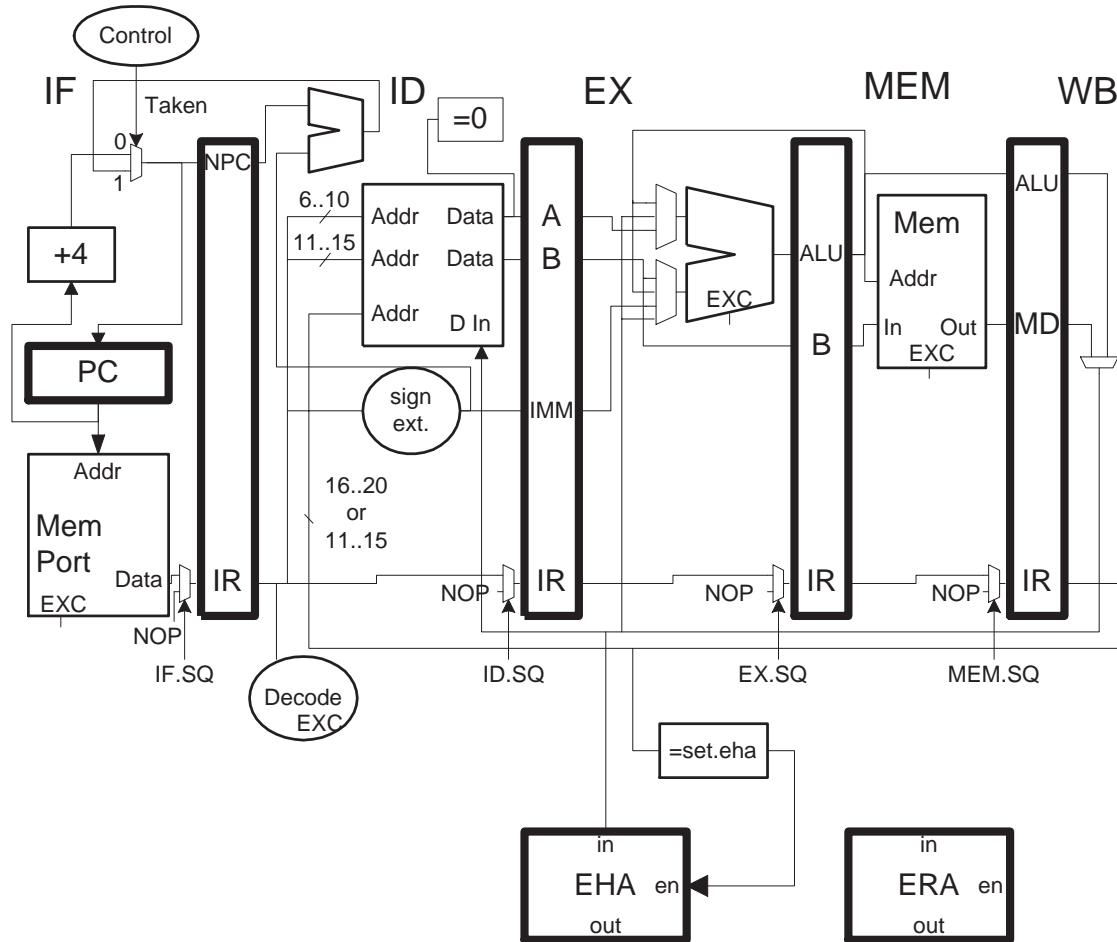 Control
IF
ID
EX
MEM
WB
Taken
=0
0
1
NPC
+4
6..10
11..15
Addr
Data
Addr
Data
Addr
D In
A
B
EXC
ALU
B
Mem
Addr
In
Out
EXC
ALU
MD
PC
sign
ext.
IMM
Addr
Mem
Port
Data
EXC
16..20
or
11..15
NOP
IR
NOP
IR
NOP
IR
NOP
IR
IF.SQ
ID.SQ
EX.SQ
MEM.SQ
Decode
EXC
=set.eha
in
EHA
en
out
in
ERA
en
out